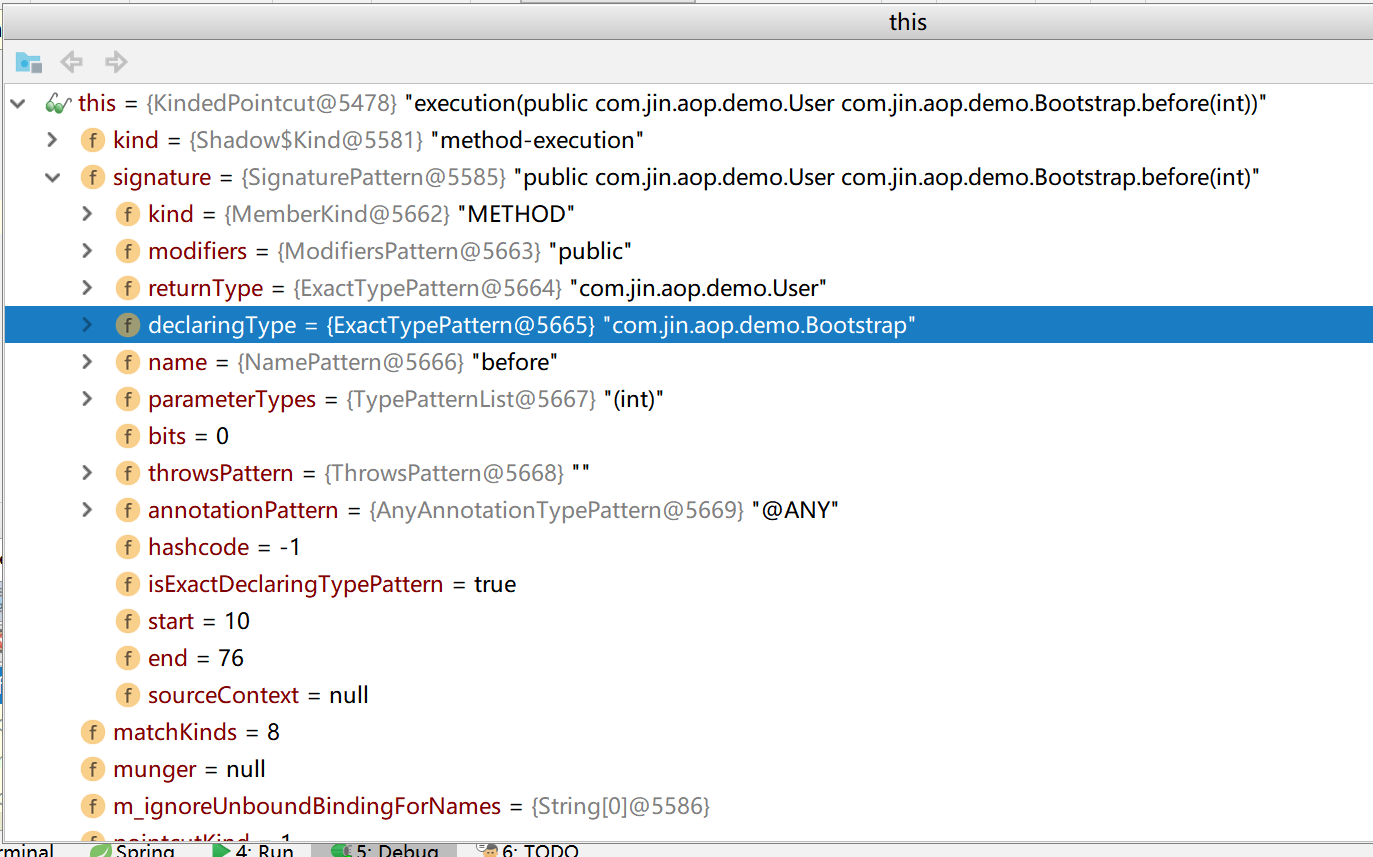 this
this = {KindedPointcut@5478} "execution(public com.jin.aop.demo.User com.jin.aop.demo.Bootstrap.before(int))"
f kind = {Shadow$Kind@5581} "method-execution"
f signature = {SignaturePattern@5585} "public com.jin.aop.demo.User com.jin.aop.demo.Bootstrap.before(int)"
f kind = {MemberKind@5662} "METHOD"
f modifiers = {ModifiersPattern@5663} "public"
f returnType = {ExactTypePattern@5664} "com.jin.aop.demo.User"
f declaringType = {ExactTypePattern@5665} "com.jin.aop.demo.Bootstrap"
f name = {NamePattern@5666} "before"
f parameterTypes = {TypePatternList@5667} "(int)"
f bits = 0
f throwsPattern = {ThrowsPattern@5668} ""
f annotationPattern = {AnyAnnotationTypePattern@5669} "@ANY"
f hashcode = -1
f isExactDeclaringTypePattern = true
f start = 10
f end = 76
f sourceContext = null
f matchKinds = 8
f munger = null
f m_ignoreUnboundBindingForNames = {String[0]@5586}
f pointcutKind = 1
rminal Spring 4: Run 5: Debug 6: TODO